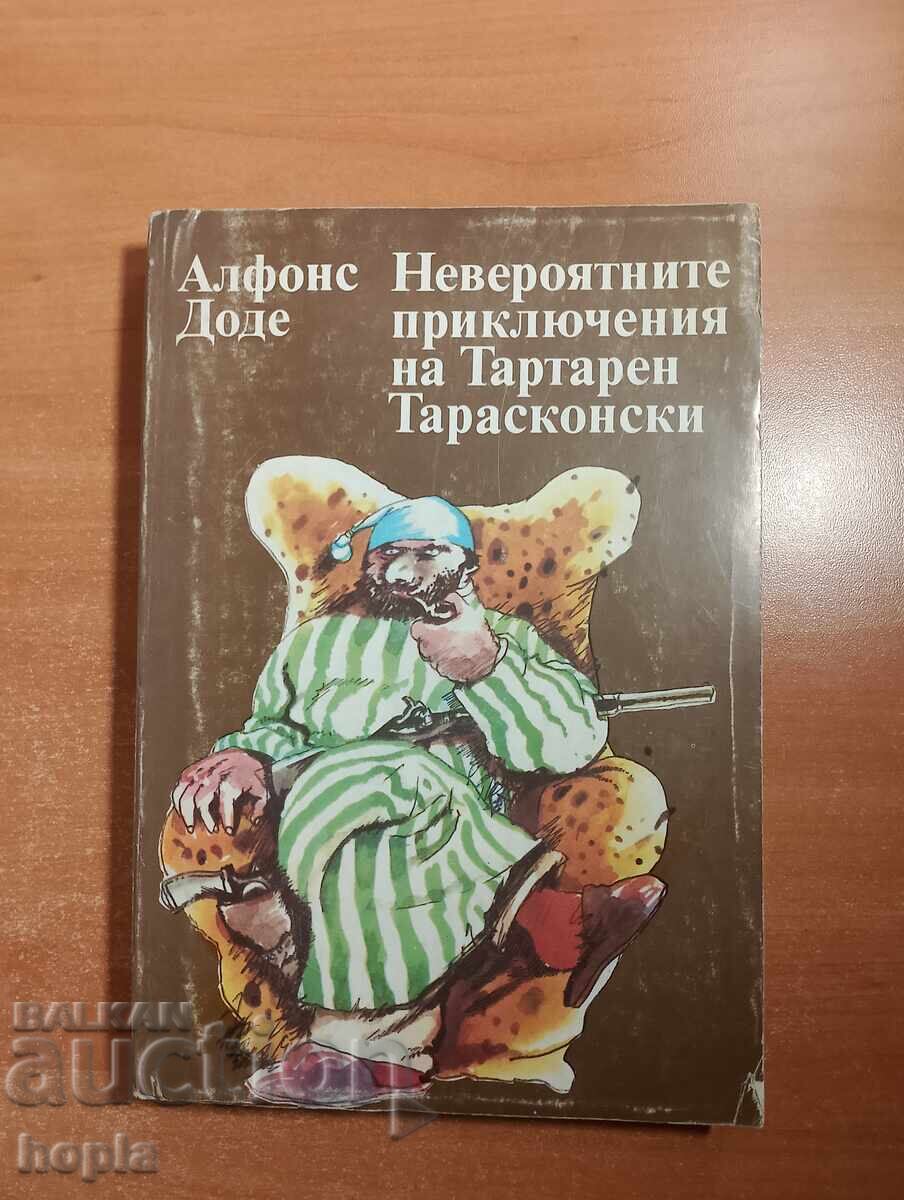 Алфонс
Доде
Невероятните
приключения
на Тартарен
Тарасконски
BALKAN
auction
hopla